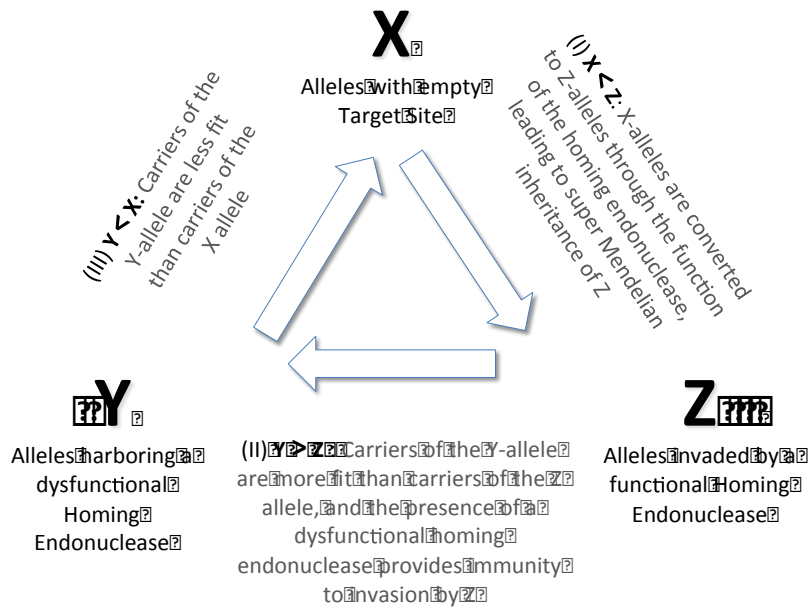 X
Alleles with empty
Target Site
(I) X < Z: X-alleles are converted
to Z-alleles through the function
of the homing endonuclease,
leading to super Mendelian
inheritance of Z
(III) Y < X: Carriers of the
Y-allele are less fit
than carriers of the
X allele
Y
Alleles harboring a
dysfunctional
Homing
Endonuclease
(II) Y > Z: Carriers of the Y-allele
are more fit than carriers of the Z
allele, and the presence of a
dysfunctional homing
endonuclease provides immunity
to invasion by Z
Z
Alleles invaded by a
functional Homing
Endonuclease